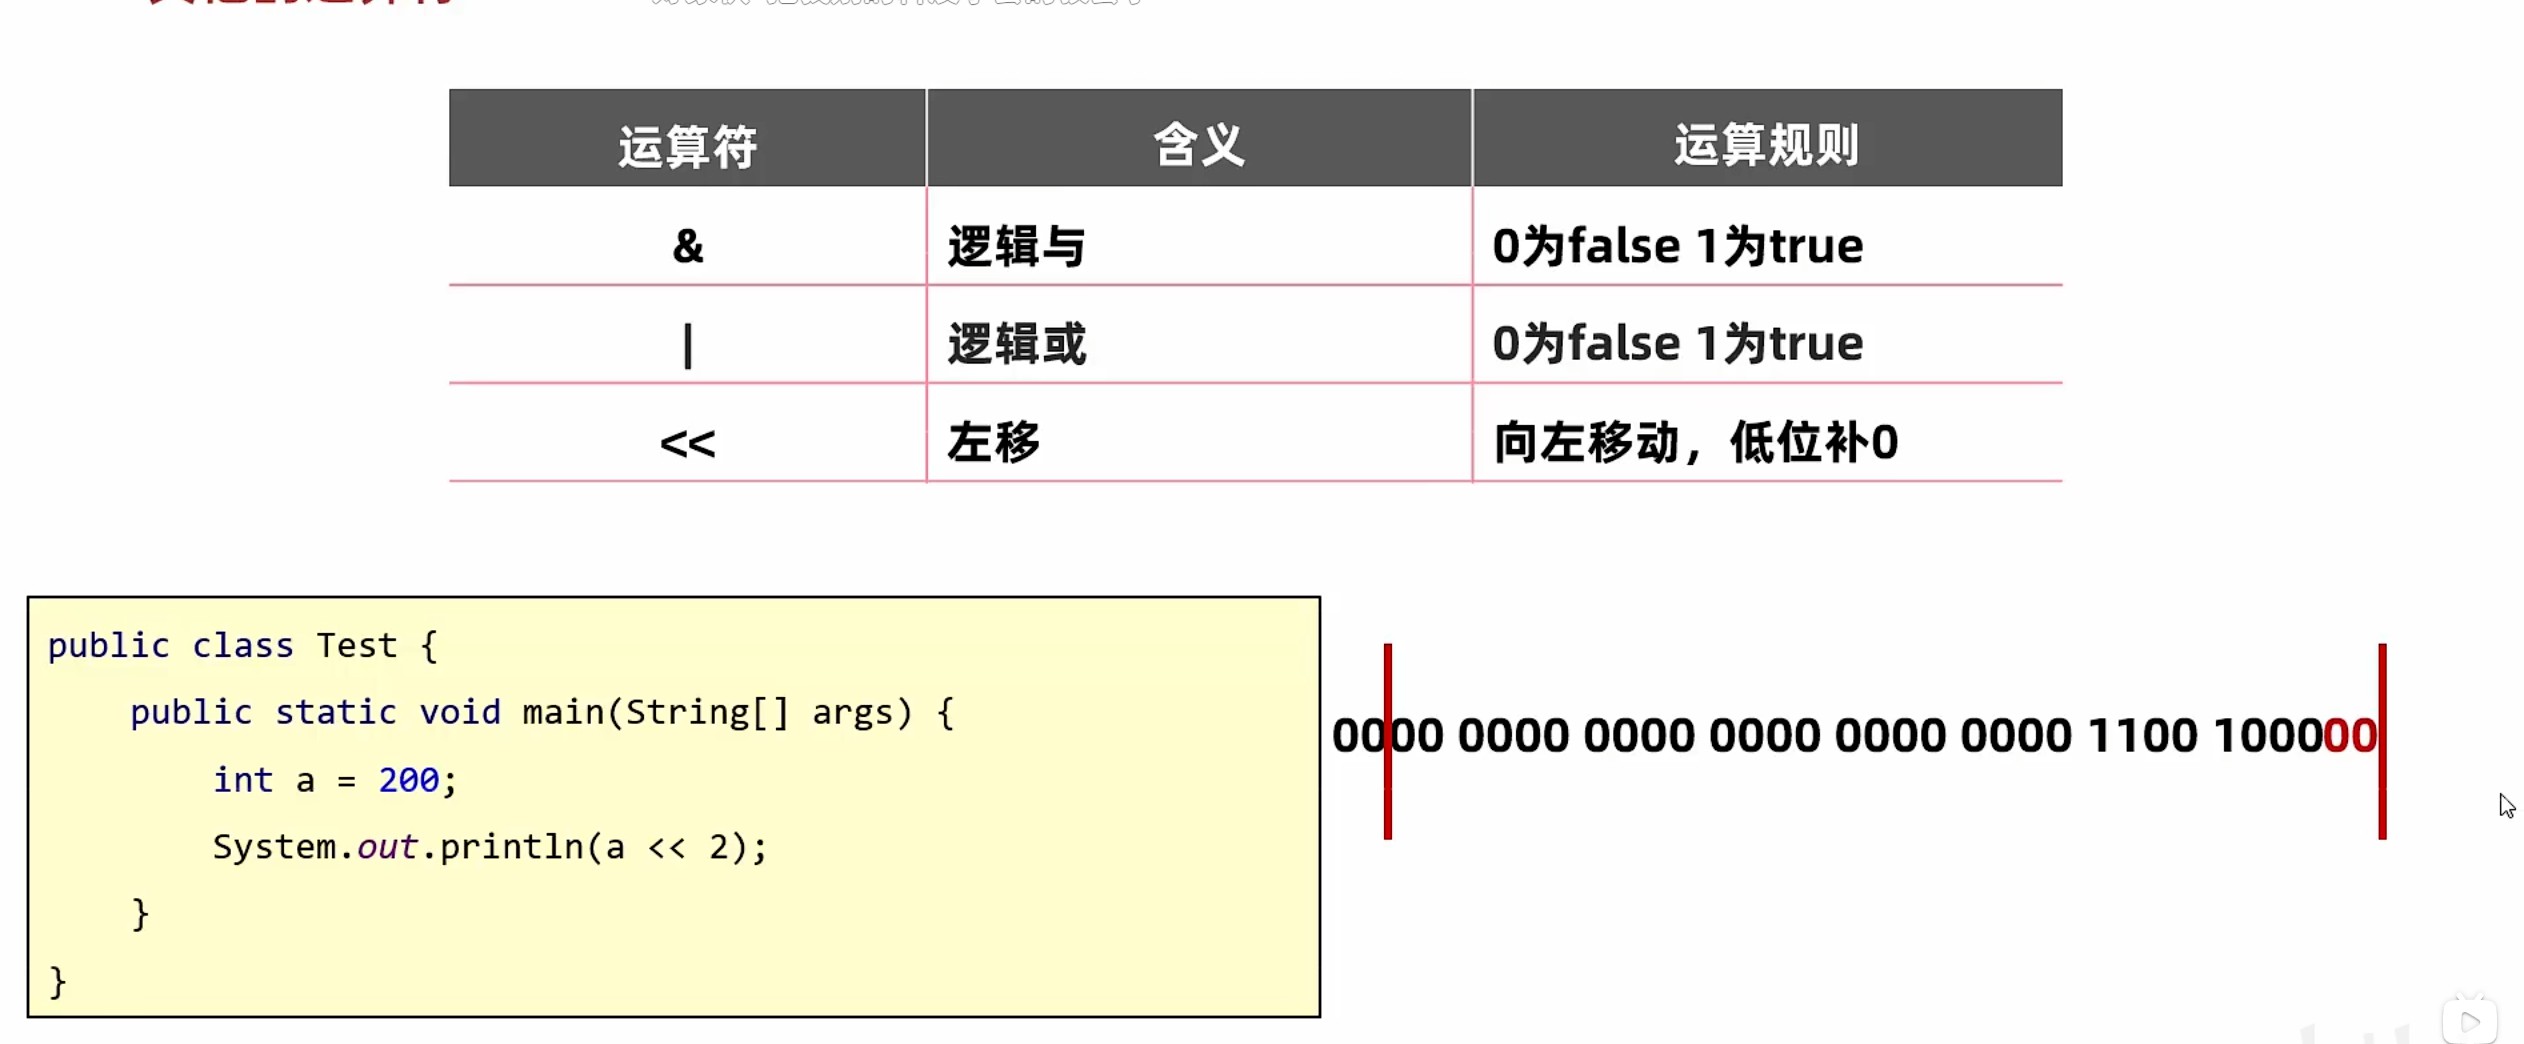 运算符 含义 运算规则
& 逻辑与 0为false 1为true
| 逻辑或 0为false 1为true
<< 左移 向左移动，低位补0
public class Test {
public static void main(String[] args) {
int a = 200;
System.out.println(a << 2);
}
}
0000 0000 0000 0000 0000 0000 1100 100000